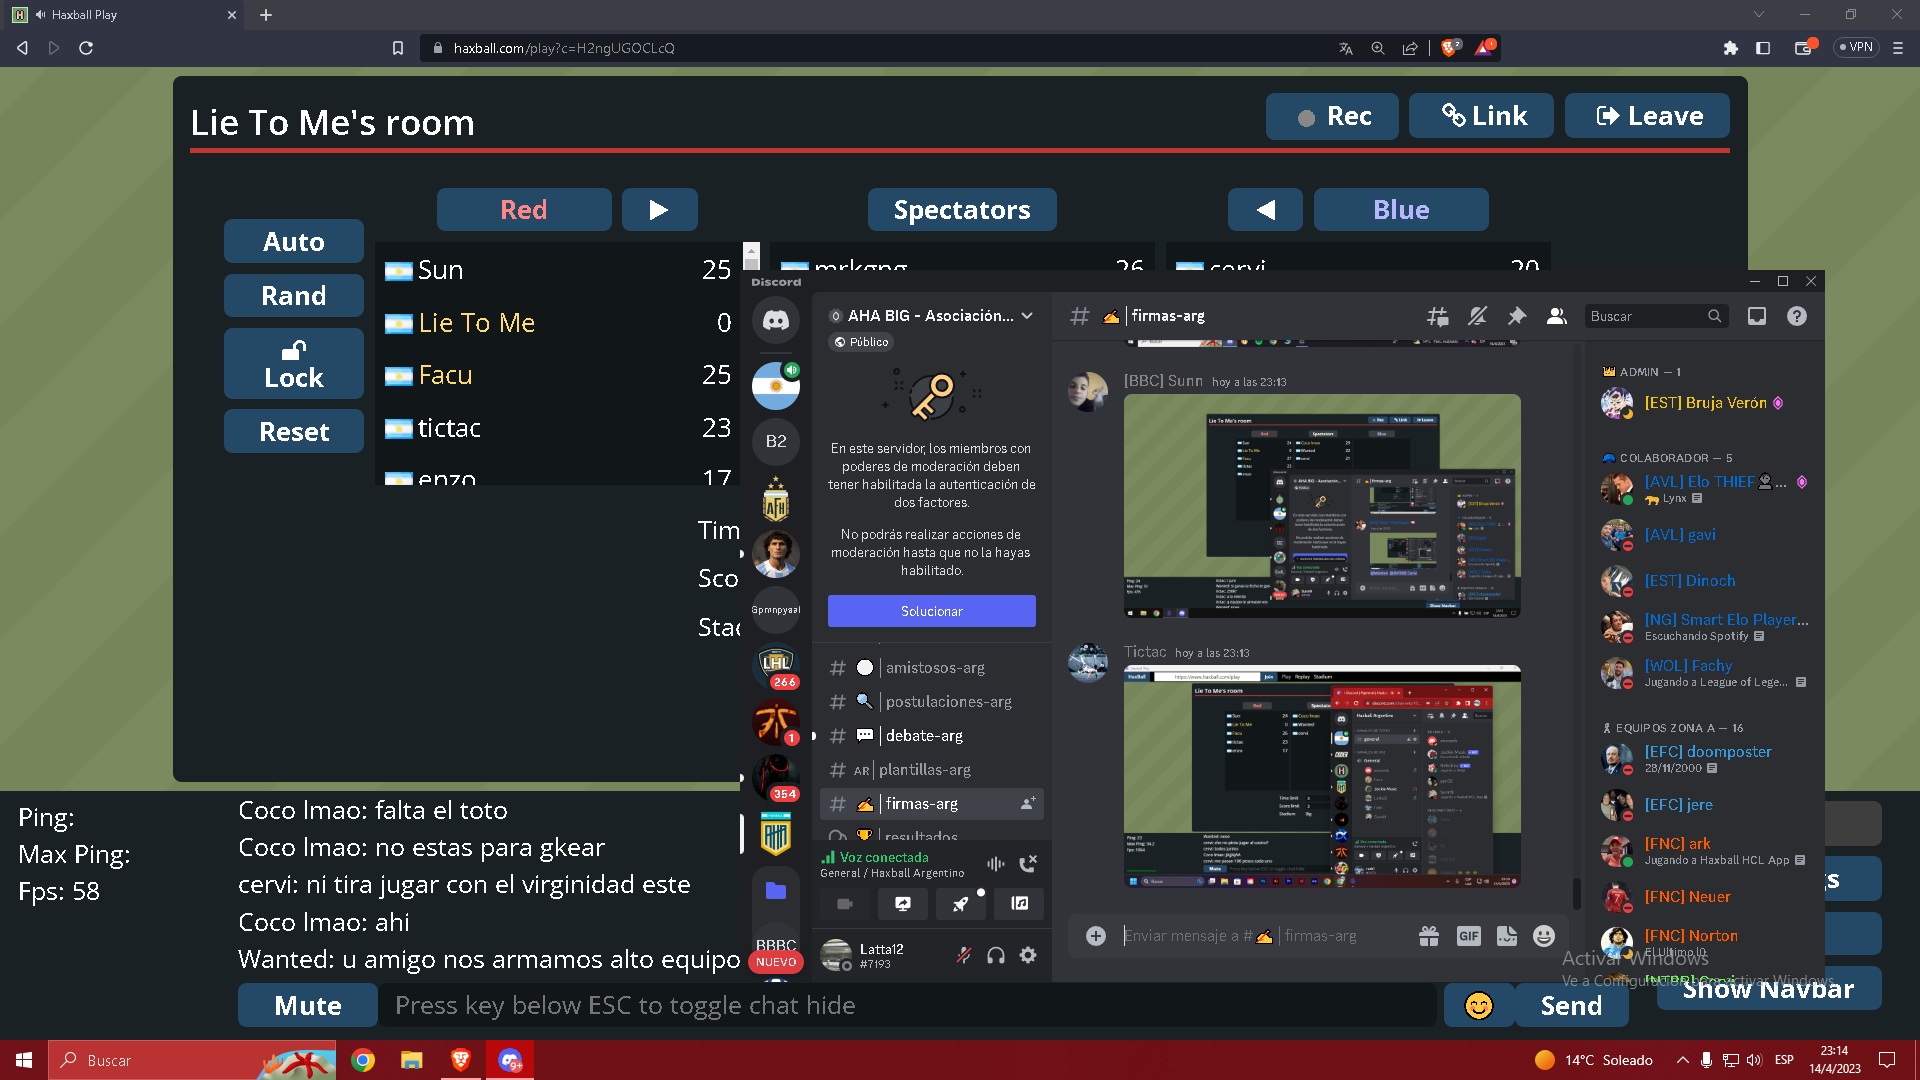 Haxball Play
haxball.com/play?c=H2ngUGOCLcQ
VPN
Lie To Me's room
Rec
Link
Leave
Red
Spectators
Blue
Auto
Rand
Lock
Reset
Sun 25
Lie To Me 0
Facu 25
tictac 23
enzo 17
mrkgng 26
cervi 20
Tim
Sco
Stad
Discord
B2
Gpmnpyaal
266
1
354
BBBC
NUEVO
AHA BIG - Asociación...
Público
En este servidor, los miembros con
poderes de moderación deben
tener habilitada la autenticación de
dos factores.
No podrás realizar acciones de
moderación hasta que no la hayas
habilitado.
Solucionar
amistosos-arg
postulaciones-arg
debate-arg
AR plantillas-arg
firmas-arg
resultados
Voz conectada
General / Haxball Argentino
Latta12
#7193
# | firmas-arg
Buscar
[BBC] Sunn hoy a las 23:13
Lie To Me's room
Tictac hoy a las 23:13
Lie To Me's room
Enviar mensaje a # | firmas-arg
GIF
ADMIN — 1
[EST] Bruja Verón
COLABORADOR — 5
[AVL] Elo THIEF...
Lynx
[AVL] gavi
[EST] Dinoch
[NG] Smart Elo Player...
Escuchando Spotify
[WOL] Fachy
Jugando a League of Lege...
EQUIPOS ZONA A — 16
[EFC] doomposter
28/11/2000
[EFC] jere
[FNC] ark
Jugando a Haxball HCL App
[FNC] Neuer
[FNC] Norton
El Ultimo 10
Activar Windows
Ve a Configuración para activar Windows.
Ping:
Max Ping:
Fps: 58
Coco lmao: falta el toto
Coco lmao: no estas para gkear
cervi: ni tira jugar con el virginidad este
Coco lmao: ahi
Wanted: u amigo nos armamos alto equipo
Mute
Press key below ESC to toggle chat hide
Send
Show Navbar
Buscar
9+
14°C Soleado
ESP
23:14
14/4/2023